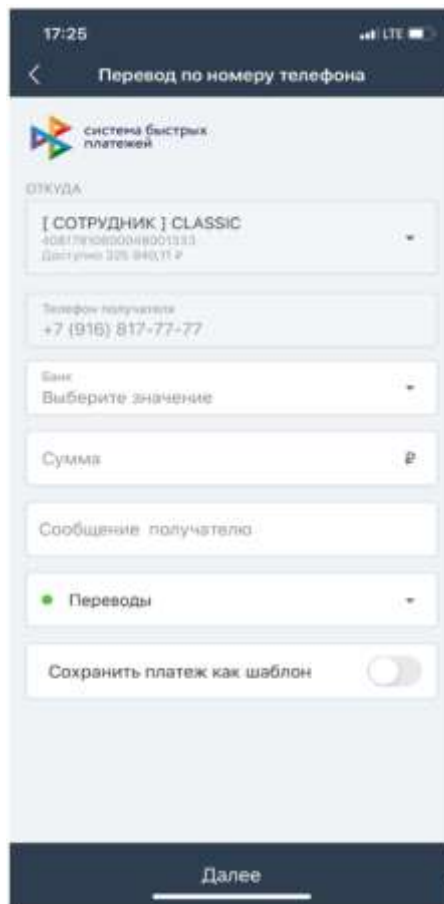 17:25
LTE
Перевод по номеру телефона
система быстрых
платежей
ОТКУДА
[ СОТРУДНИК ] CLASSIC
Доступно
Телефон получателя
+7 (916) 817-77-77
Банк
Выберите значение
Сумма ₽
Сообщение получателю
Переводы
Сохранить платеж как шаблон
Далее